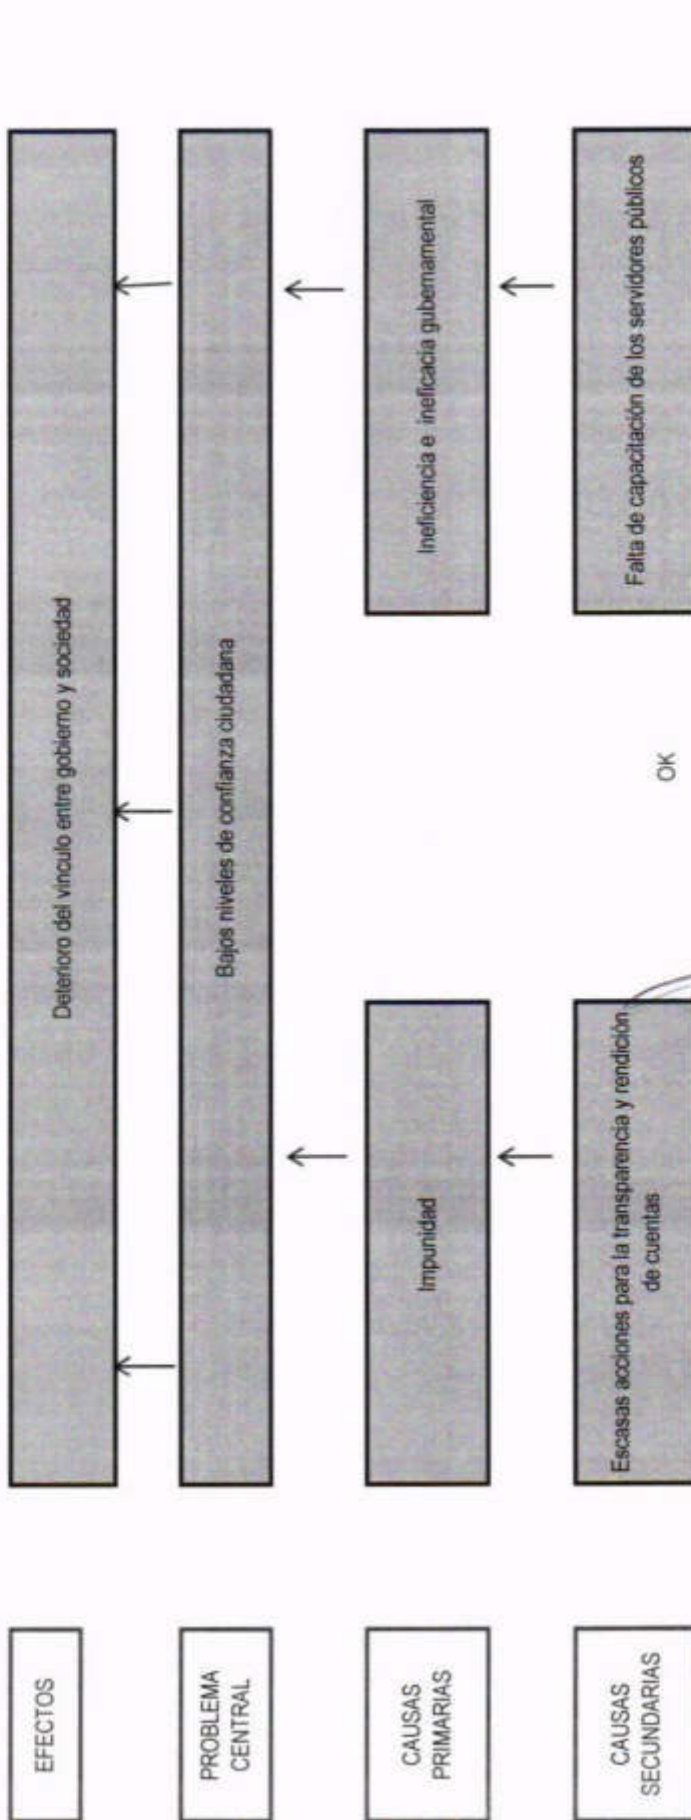 EFECTOS
Deterioro del vinculo entre gobierno y sociedad
PROBLEMA
CENTRAL
Bajos niveles de confianza ciudadana
CAUSAS
PRIMARIAS
Impunidad
Ineficiencia e ineficacia gubernamental
CAUSAS
SECUNDARIAS
Escasas acciones para la transparencia y rendición
de cuentas
OK
Falta de capacitación de los servidores públicos